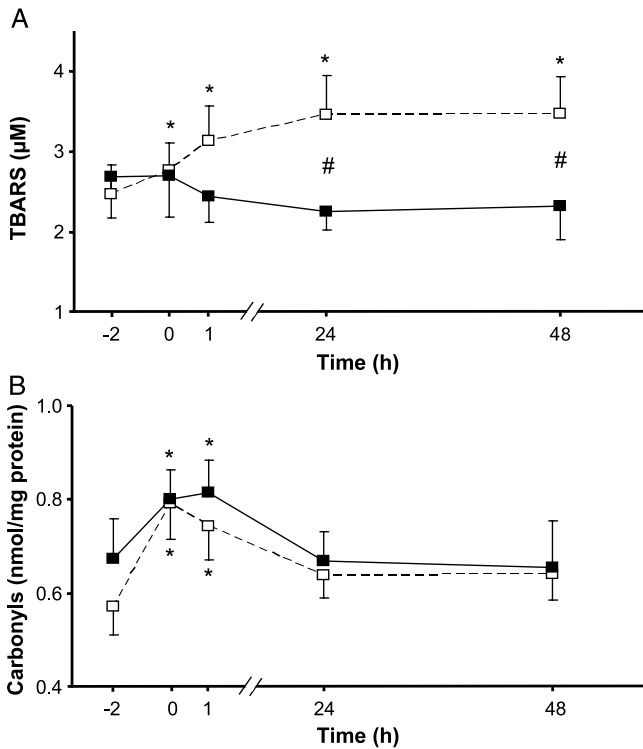 A
TBARS (µM)
4
3
2
1
* * * *
# #
-2 0 1 24 48
Time (h)
B
Carbonyls (nmol/mg protein)
1.0
0.8
0.6
0.4
* *
* *
-2 0 1 24 48
Time (h)